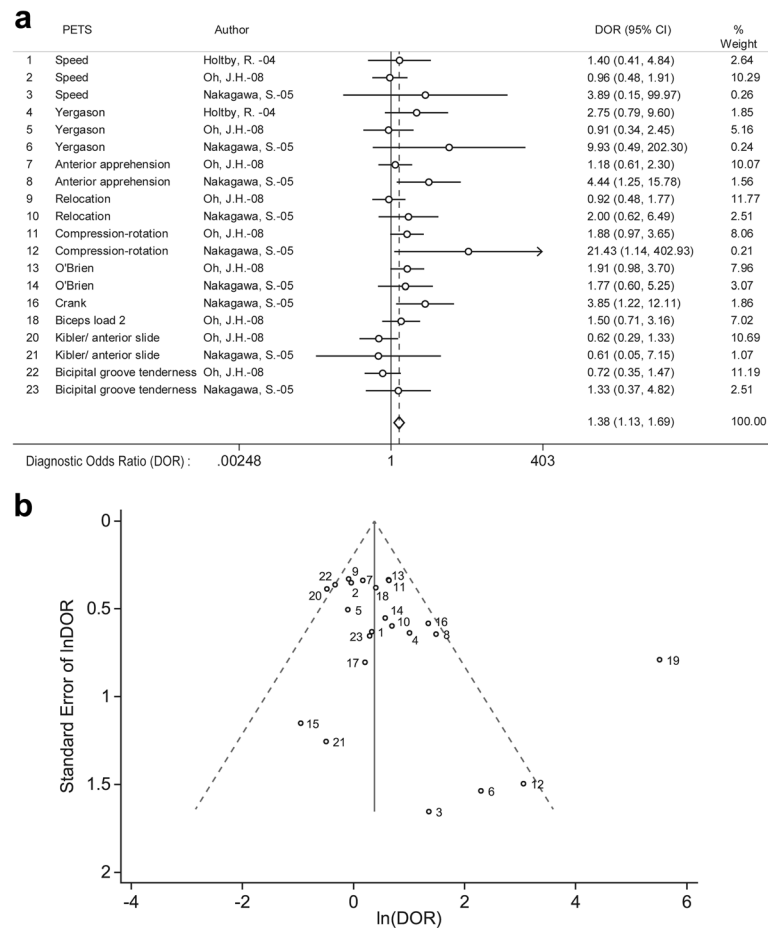 a
PETS Author DOR (95% CI) %
Weight
1 Speed Holtby, R. -04 1.40 (0.41, 4.84) 2.64
2 Speed Oh, J.H.-08 0.96 (0.48, 1.91) 10.29
3 Speed Nakagawa, S.-05 3.89 (0.15, 99.97) 0.26
4 Yergason Holtby, R. -04 2.75 (0.79, 9.60) 1.85
5 Yergason Oh, J.H.-08 0.91 (0.34, 2.45) 5.16
6 Yergason Nakagawa, S.-05 9.93 (0.49, 202.30) 0.24
7 Anterior apprehension Oh, J.H.-08 1.18 (0.61, 2.30) 10.07
8 Anterior apprehension Nakagawa, S.-05 4.44 (1.25, 15.78) 1.56
9 Relocation Oh, J.H.-08 0.92 (0.48, 1.77) 11.77
10 Relocation Nakagawa, S.-05 2.00 (0.62, 6.49) 2.51
11 Compression-rotation Oh, J.H.-08 1.88 (0.97, 3.65) 8.06
12 Compression-rotation Nakagawa, S.-05 21.43 (1.14, 402.93) 0.21
13 O'Brien Oh, J.H.-08 1.91 (0.98, 3.70) 7.96
14 O'Brien Nakagawa, S.-05 1.77 (0.60, 5.25) 3.07
16 Crank Nakagawa, S.-05 3.85 (1.22, 12.11) 1.86
18 Biceps load 2 Oh, J.H.-08 1.50 (0.71, 3.16) 7.02
20 Kibler/ anterior slide Oh, J.H.-08 0.62 (0.29, 1.33) 10.69
21 Kibler/ anterior slide Nakagawa, S.-05 0.61 (0.05, 7.15) 1.07
22 Bicipital groove tenderness Oh, J.H.-08 0.72 (0.35, 1.47) 11.19
23 Bicipital groove tenderness Nakagawa, S.-05 1.33 (0.37, 4.82) 2.51
1.38 (1.13, 1.69) 100.00
Diagnostic Odds Ratio (DOR) : .00248 1 403
b
Standard Error of lnDOR
0
22 9 7 13
20 2 18 11
0.5
5 14
10 16
23 1 4 8
17 19
1
15
21
1.5
12
6
3
2
-4 -2 0 2 4 6
ln(DOR)